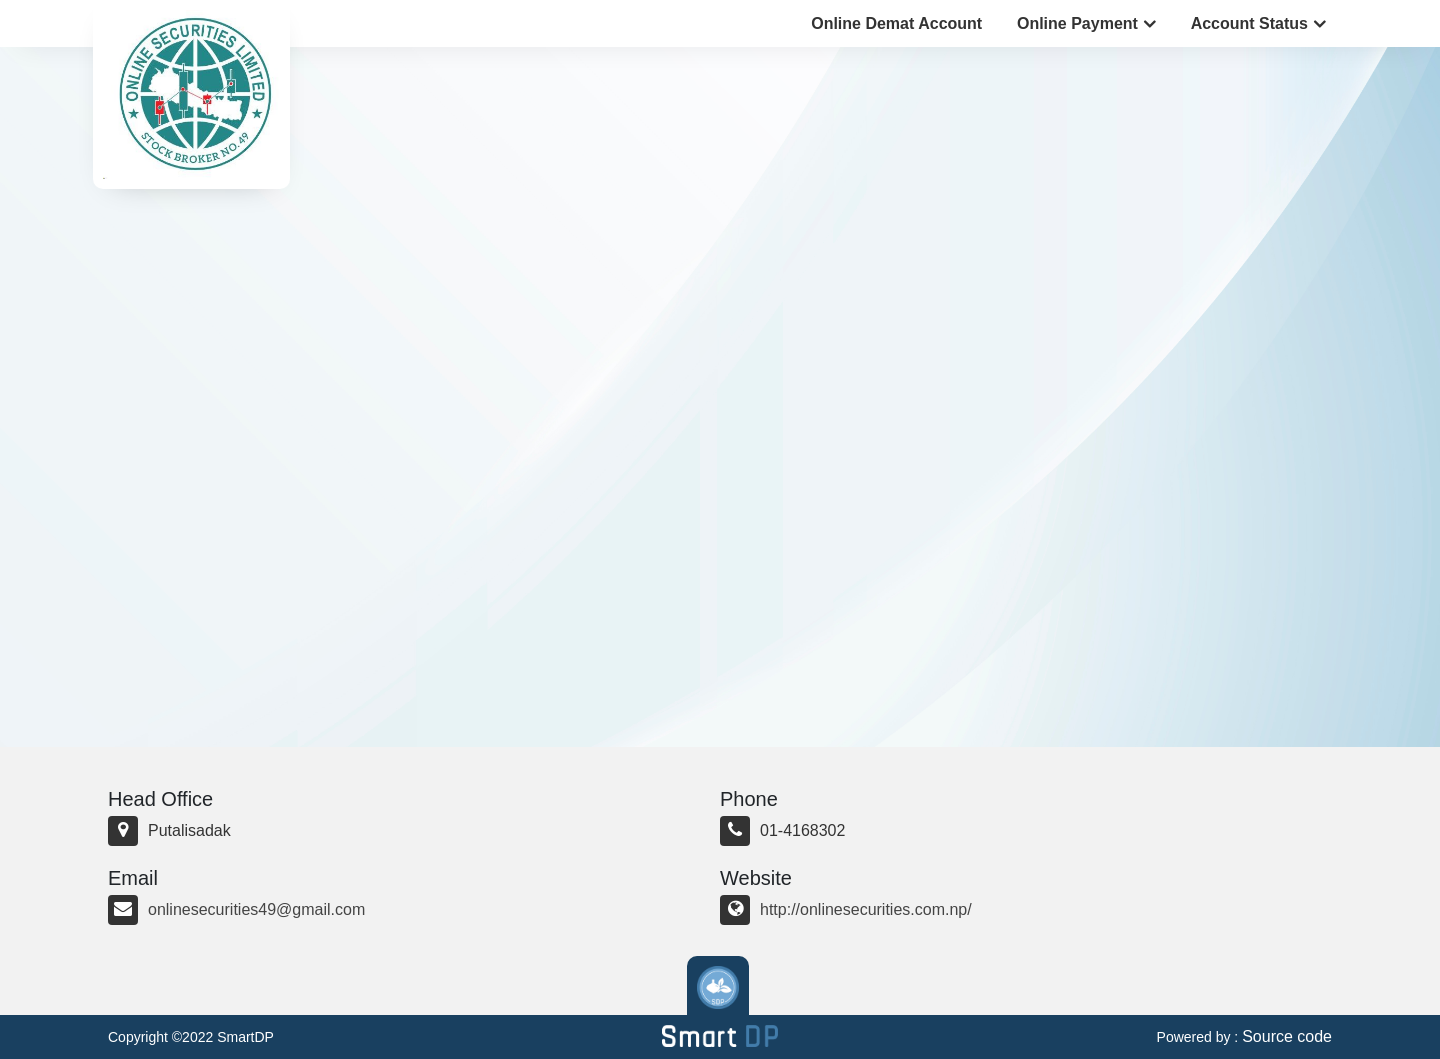 Online Demat Account
Online Payment
Account Status
ONLINE SECURITIES LIMITED
STOCK BROKER NO. 49
Head Office
Putalisadak
Phone
01-4168302
Email
onlinesecurities49@gmail.com
Website
http://onlinesecurities.com.np/
SDP
Copyright ©2022 SmartDP
Smart DP
Powered by : Source code